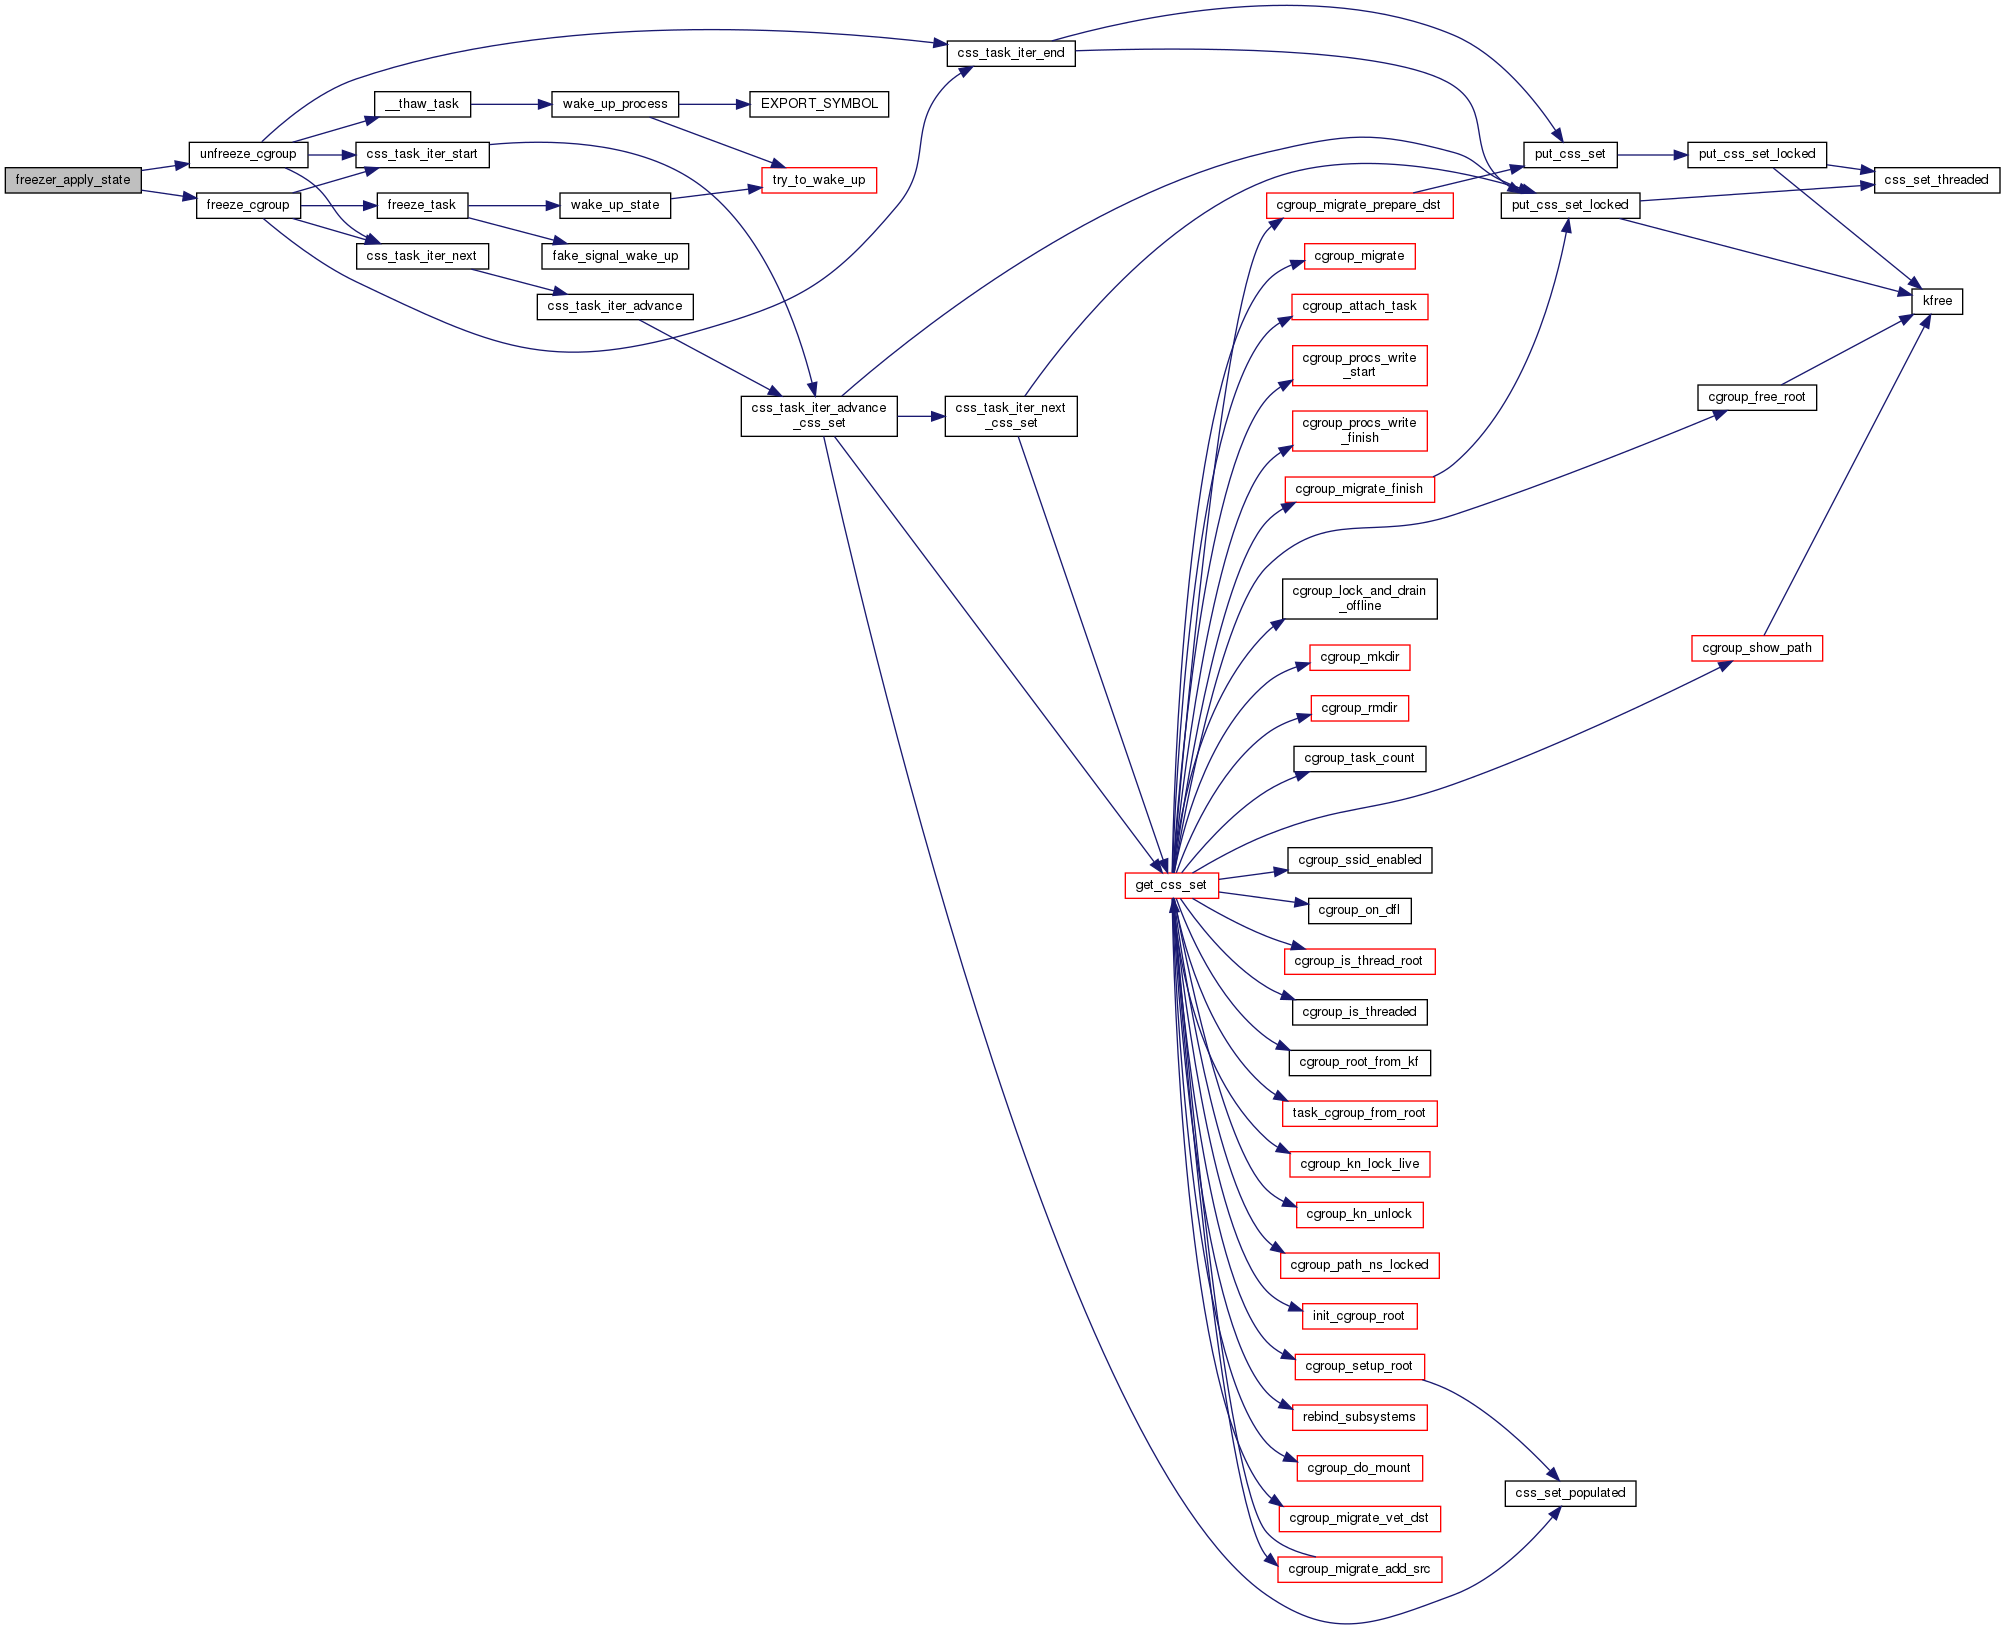 freezer_apply_state
unfreeze_cgroup
freeze_cgroup
__thaw_task
css_task_iter_start
freeze_task
css_task_iter_next
wake_up_process
wake_up_state
fake_signal_wake_up
css_task_iter_advance
EXPORT_SYMBOL
try_to_wake_up
css_task_iter_advance
_css_set
css_task_iter_end
css_task_iter_next
_css_set
get_css_set
cgroup_migrate_prepare_dst
cgroup_migrate
cgroup_attach_task
cgroup_procs_write
_start
cgroup_procs_write
_finish
cgroup_migrate_finish
cgroup_lock_and_drain
_offline
cgroup_mkdir
cgroup_rmdir
cgroup_task_count
cgroup_ssid_enabled
cgroup_on_dfl
cgroup_is_thread_root
cgroup_is_threaded
cgroup_root_from_kf
task_cgroup_from_root
cgroup_kn_lock_live
cgroup_kn_unlock
cgroup_path_ns_locked
init_cgroup_root
cgroup_setup_root
rebind_subsystems
cgroup_do_mount
cgroup_migrate_vet_dst
cgroup_migrate_add_src
put_css_set
put_css_set_locked
css_set_populated
put_css_set_locked
cgroup_free_root
cgroup_show_path
css_set_threaded
kfree